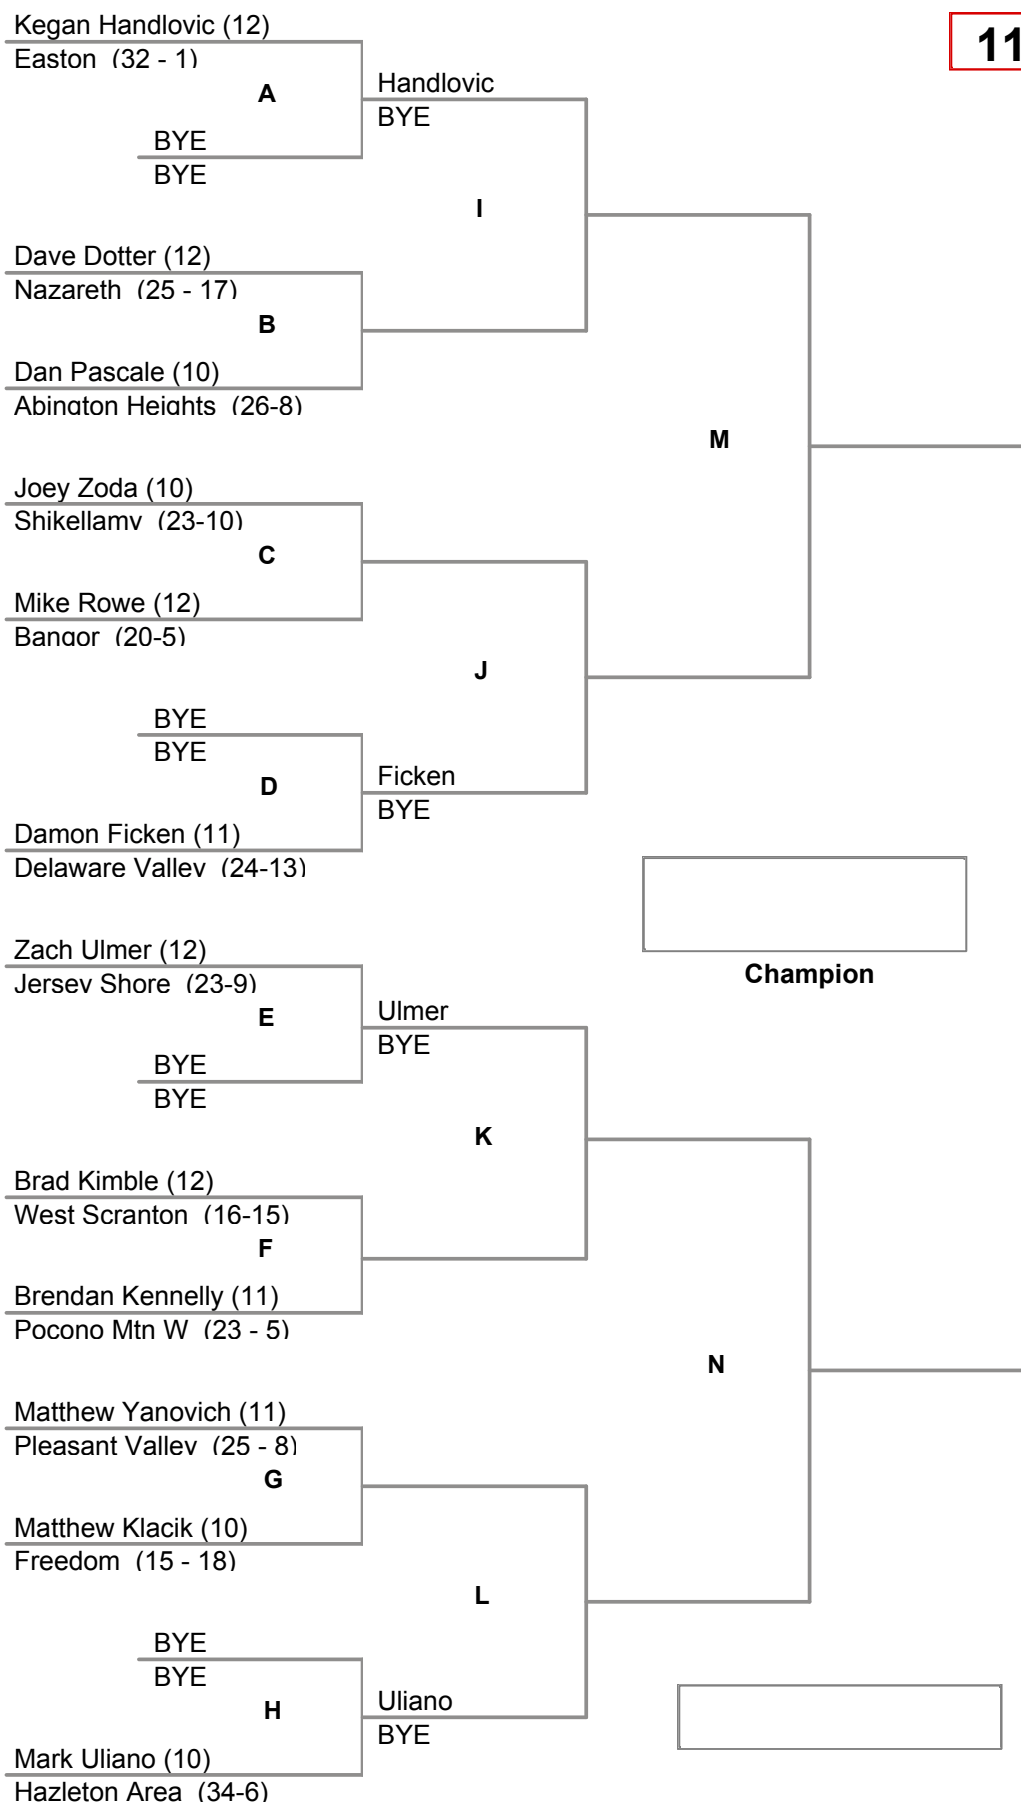 Kegan Handlovic (12)
11
Easton (32 - 1)
A
Handlovic
BYE
BYE
BYE
I
Dave Dotter (12)
Nazareth (25 - 17)
B
Dan Pascale (10)
Abington Heights (26-8)
M
Joey Zoda (10)
Shikellamy (23-10)
C
Mike Rowe (12)
Bangor (20-5)
J
BYE
BYE
D
Ficken
BYE
Damon Ficken (11)
Delaware Valley (24-13)
Zach Ulmer (12)
Champion
Jersey Shore (23-9)
E
Ulmer
BYE
BYE
BYE
K
Brad Kimble (12)
West Scranton (16-15)
F
Brendan Kennelly (11)
Pocono Mtn W (23 - 5)
N
Matthew Yanovich (11)
Pleasant Valley (25 - 8)
G
Matthew Klacik (10)
Freedom (15 - 18)
L
BYE
BYE
H
Uliano
BYE
Mark Uliano (10)
Hazleton Area (34-6)